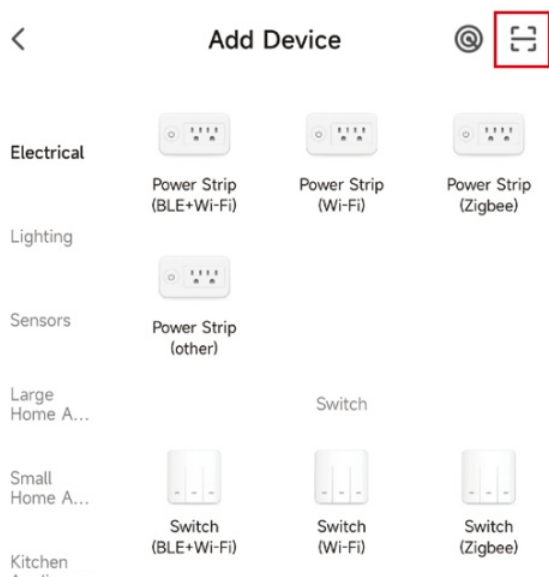 Add Device
Electrical
Power Strip
(BLE+Wi-Fi)
Power Strip
(Wi-Fi)
Power Strip
(Zigbee)
Lighting
Sensors
Power Strip
(other)
Large
Home A...
Switch
Small
Home A...
Switch
(BLE+Wi-Fi)
Switch
(Wi-Fi)
Switch
(Zigbee)
Kitchen